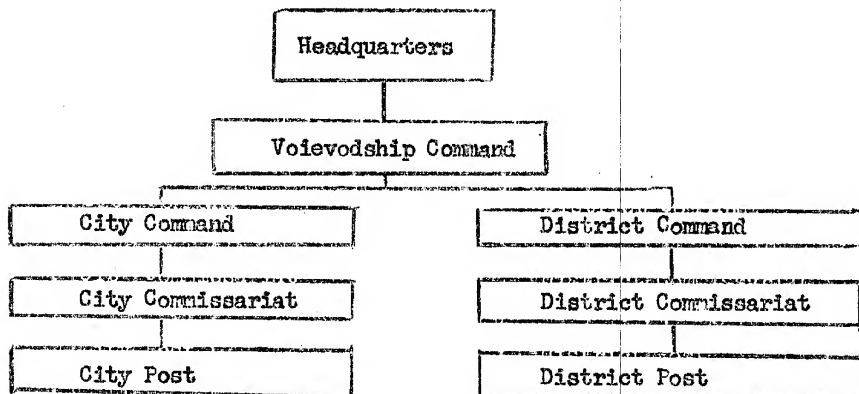 Headquarters
Voievodship Command
City Command
District Command
City Commissariat
District Commissariat
City Post
District Post